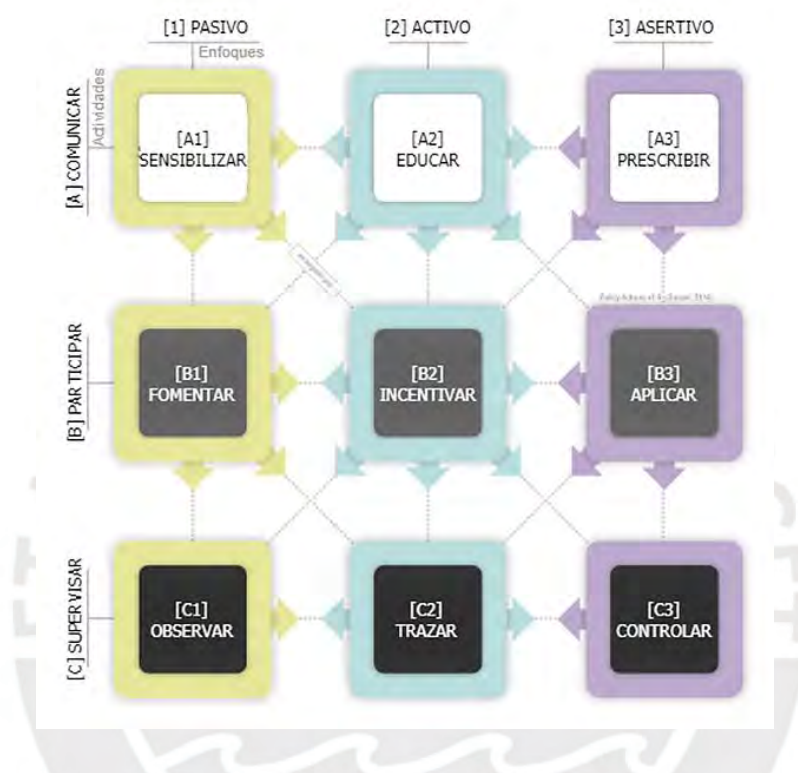 [1] PASIVO
[2] ACTIVO
[3] ASERTIVO
Enfoques
Actividades
[A] COMUNICAR
[A1]
SENSIBILIZAR
[A2]
EDUCAR
[A3]
PRESCRIBIR
[B] PARTICIPAR
[B1]
FOMENTAR
[B2]
INCENTIVAR
[B3]
APLICAR
[C] SUPERVISAR
[C1]
OBSERVAR
[C2]
TRAZAR
[C3]
CONTROLAR